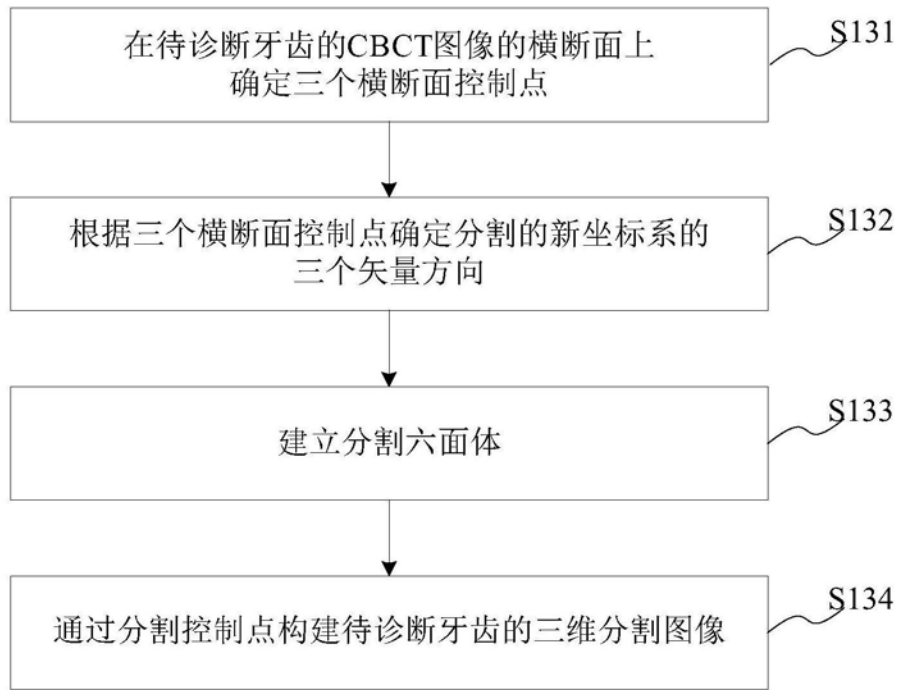 在待诊断牙齿的CBCT图像的横断面上
确定三个横断面控制点
S131
根据三个横断面控制点确定分割的新坐标系的
三个矢量方向
S132
建立分割六面体
S133
通过分割控制点构建待诊断牙齿的三维分割图像
S134